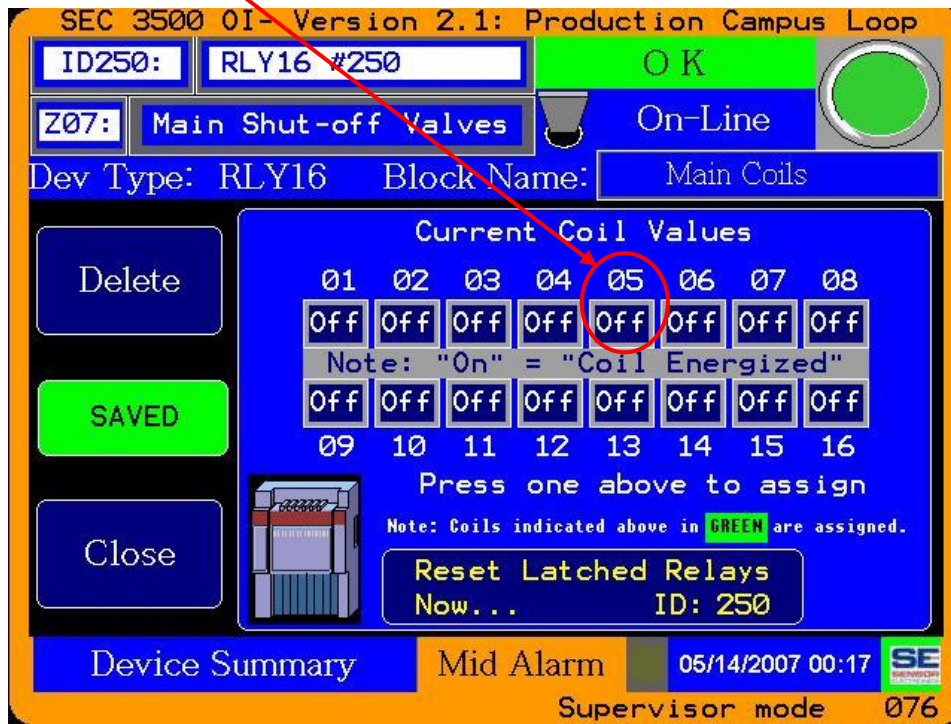 SEC 3500 OI- Version 2.1: Production Campus Loop
ID250: RLY16 #250 OK
Z07: Main Shut-off Valves On-Line
Dev Type: RLY16 Block Name: Main Coils
Current Coil Values
Delete
01 02 03 04 05 06 07 08
Off Off Off Off Off Off Off Off
Note: "On" = "Coil Energized"
Off Off Off Off Off Off Off Off
SAVED
09 10 11 12 13 14 15 16
Press one above to assign
Note: Coils indicated above in GREEN are assigned.
Close
Reset Latched Relays
Now... ID: 250
Device Summary Mid Alarm 05/14/2007 00:17 SE
SENSOR
Supervisor mode 076